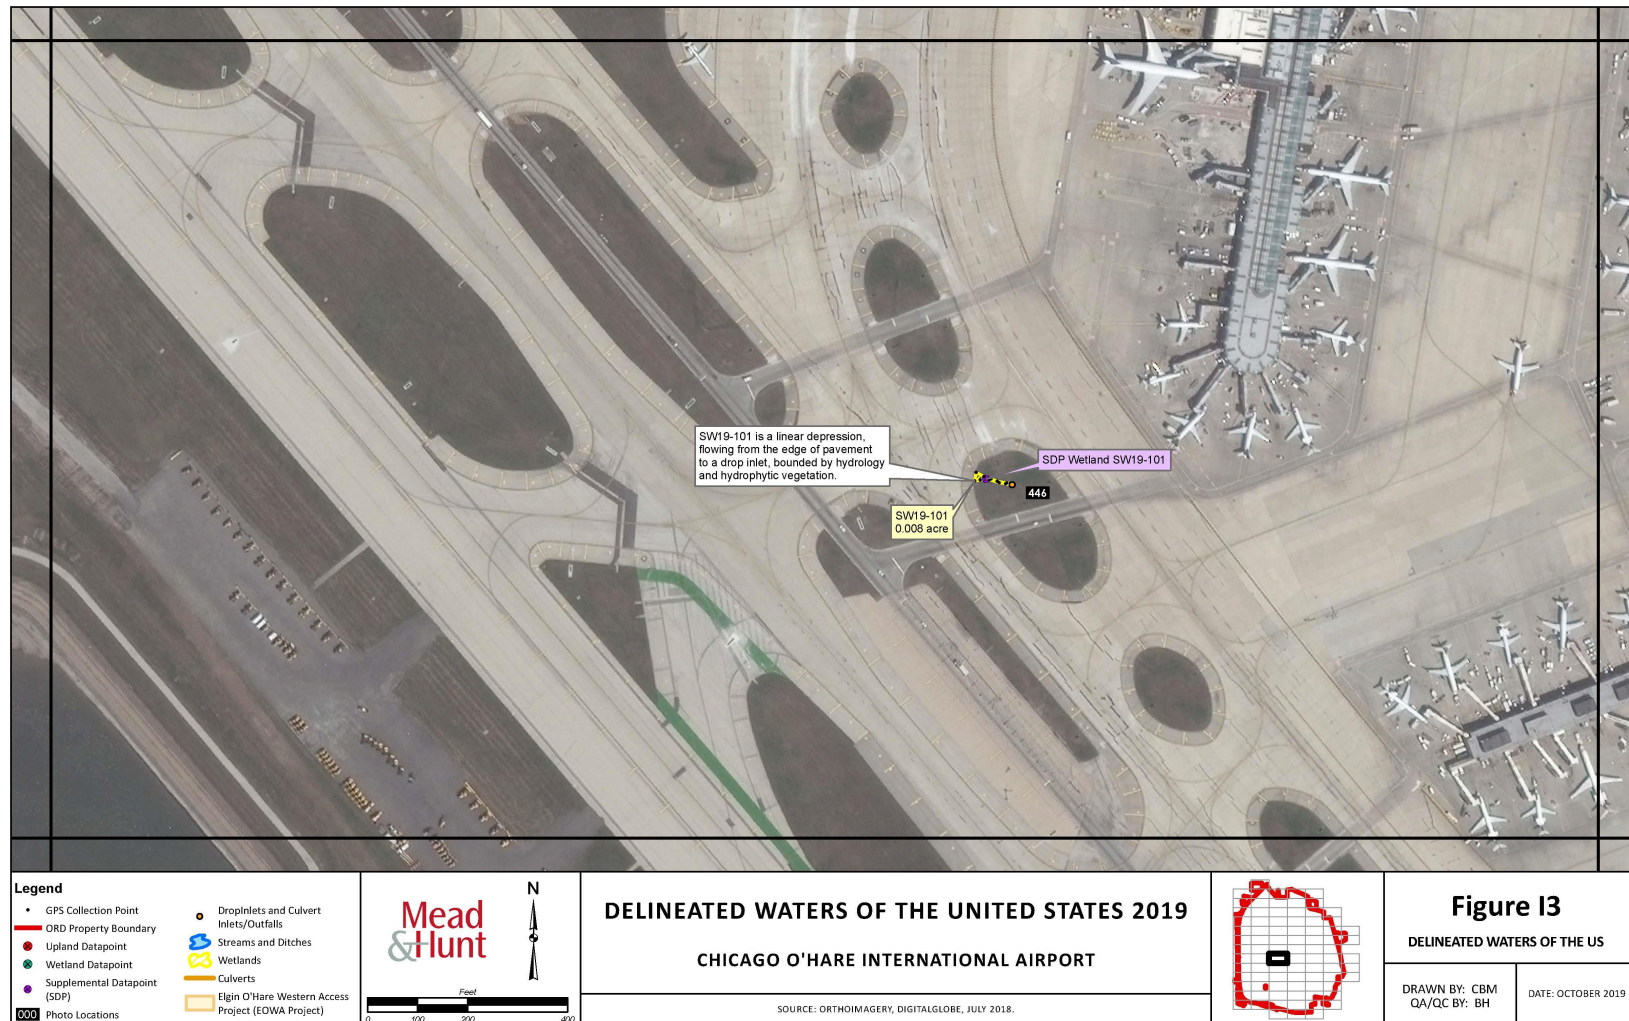 SW19-101 is a linear depression,
flowing from the edge of pavement
to a drop inlet, bounded by hydrology
and hydrophytic vegetation.
SDP Wetland SW19-101
446
SW19-101
0.008 acre
Legend
GPS Collection Point
ORD Property Boundary
Upland Datapoint
Wetland Datapoint
Supplemental Datapoint
(SDP)
000 Photo Locations
DropInlets and Culvert
Inlets/Outfalls
Streams and Ditches
Wetlands
Culverts
Elgin O'Hare Western Access
Project (EOWA Project)
Mead
&Hunt
N
Feet
0 100 200 400
DELINEATED WATERS OF THE UNITED STATES 2019
CHICAGO O'HARE INTERNATIONAL AIRPORT
SOURCE: ORTHOIMAGERY, DIGITALGLOBE, JULY 2018.
Figure I3
DELINEATED WATERS OF THE US
DRAWN BY: CBM
QA/QC BY: BH
DATE: OCTOBER 2019